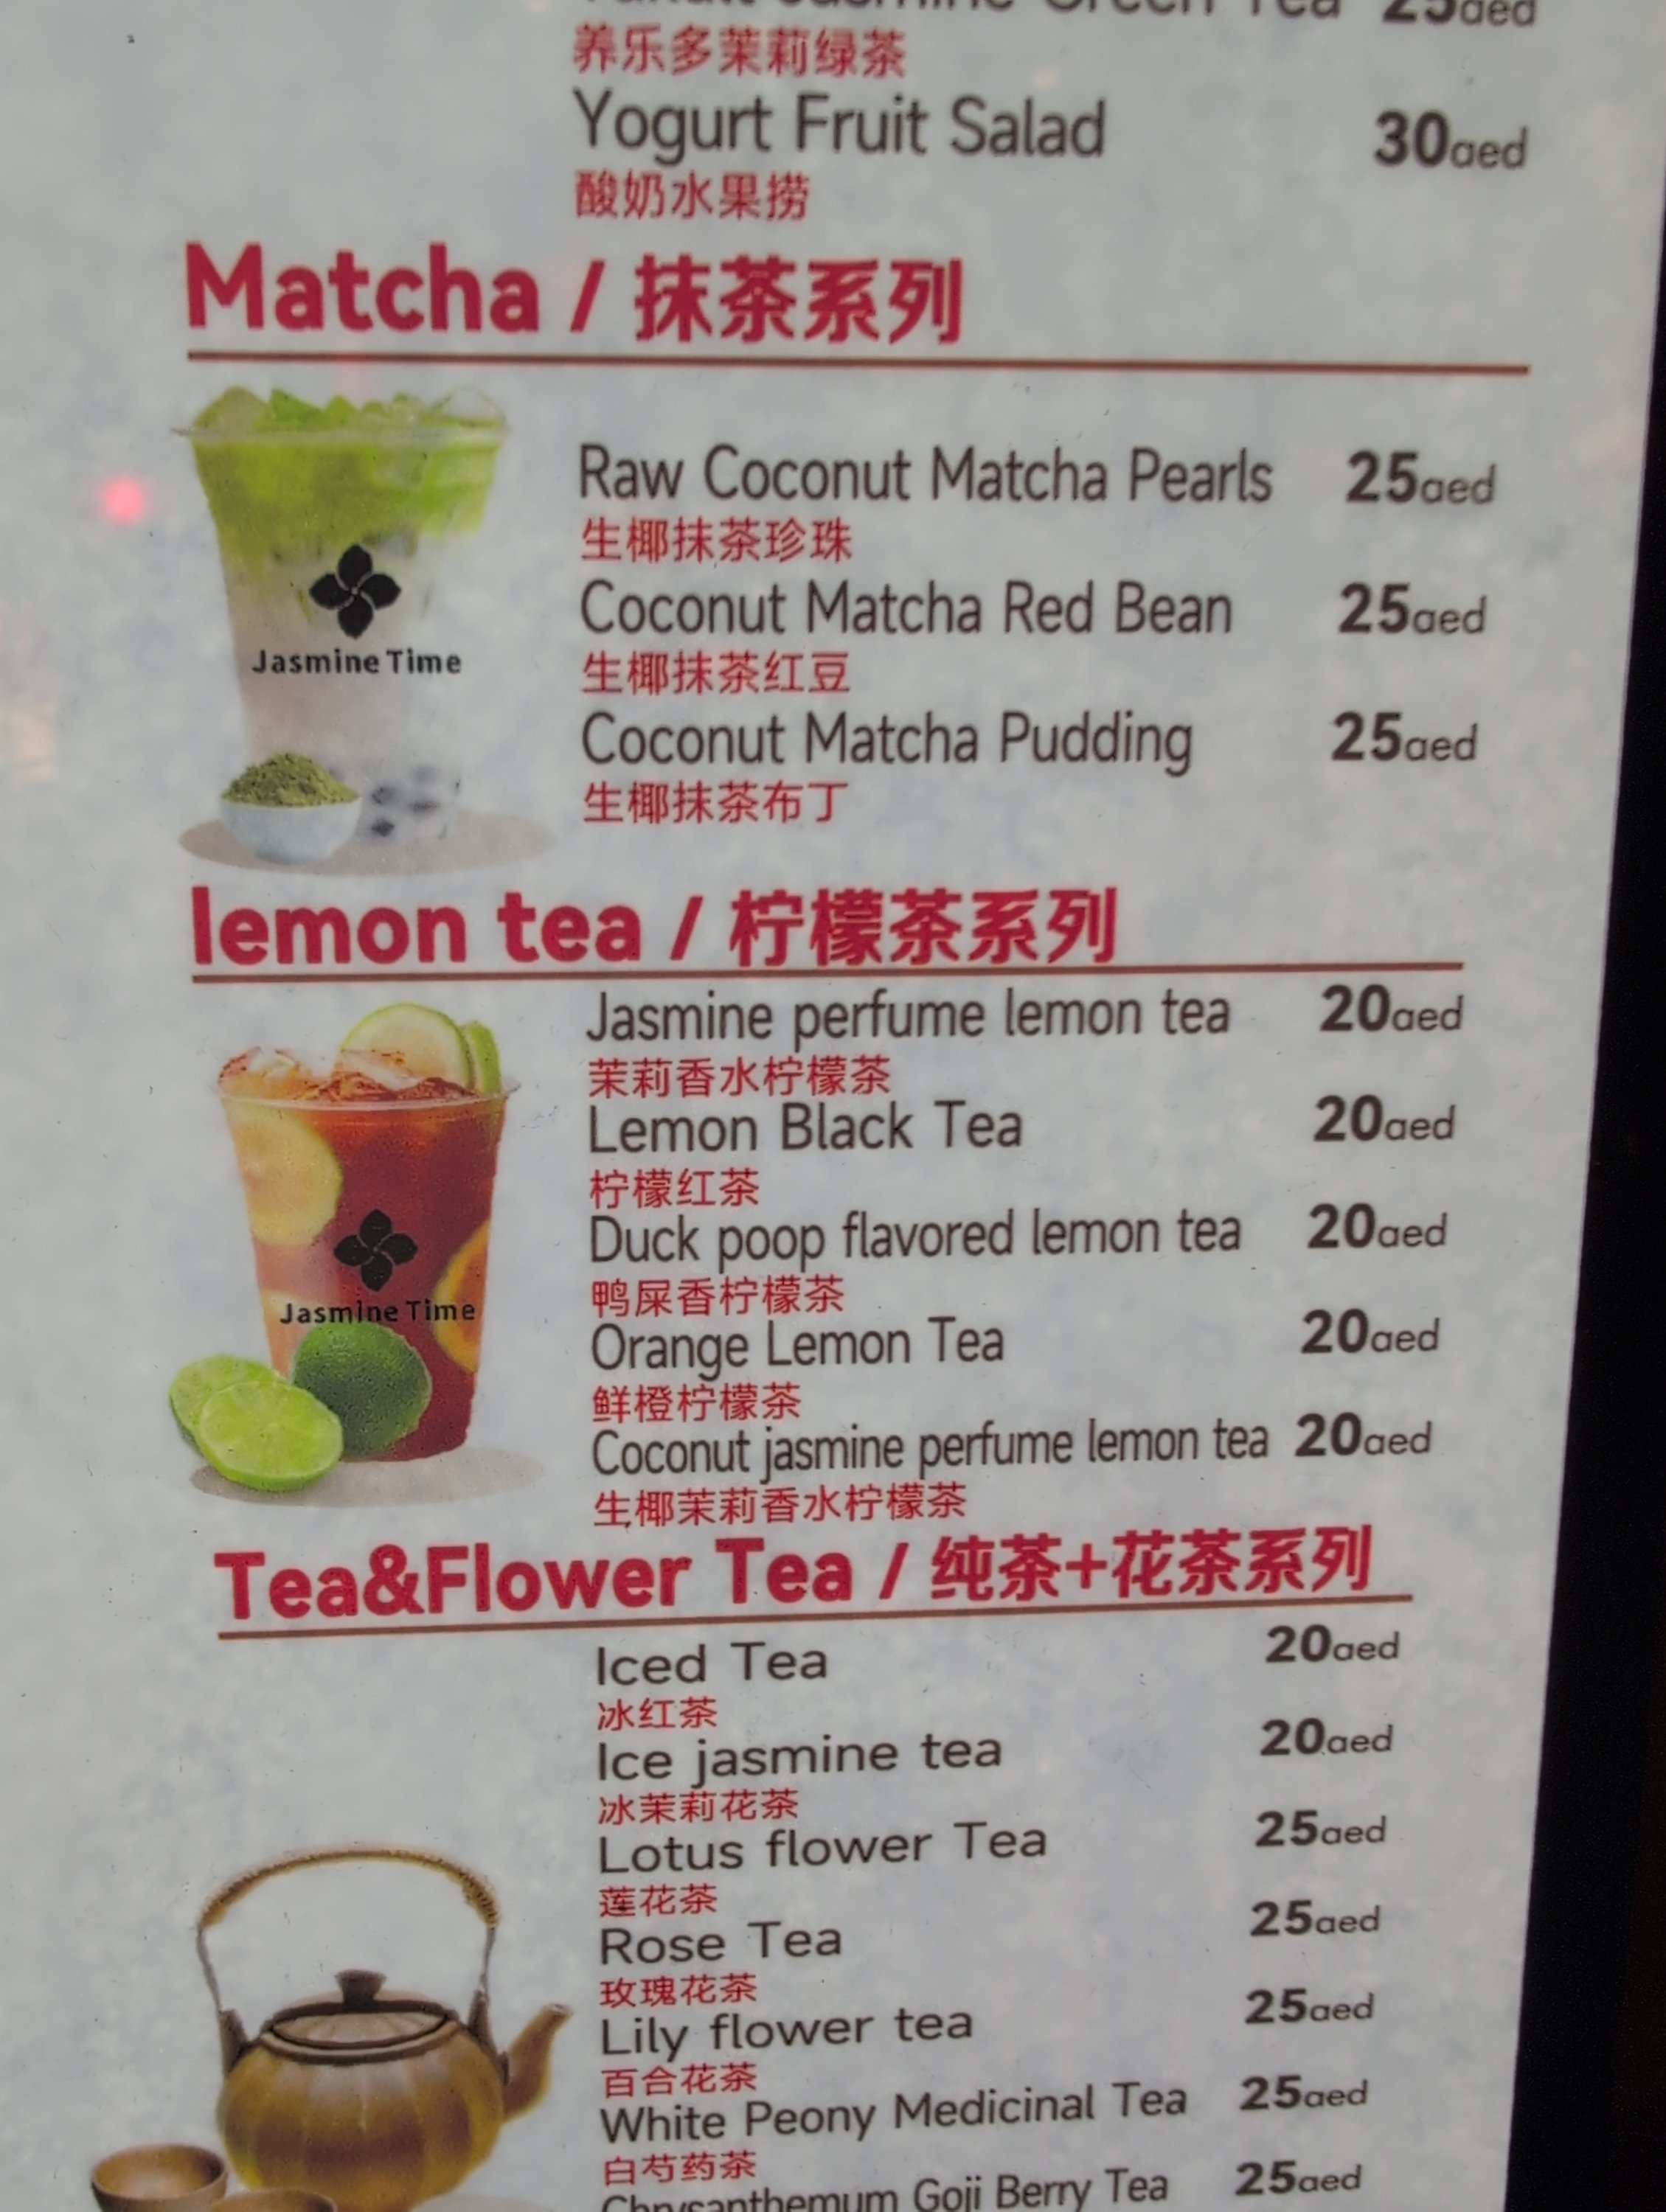 Jasmine Green Tea 25aed
养乐多茉莉绿茶
Yogurt Fruit Salad 30aed
酸奶水果捞
Matcha / 抹茶系列
Raw Coconut Matcha Pearls 25aed
生椰抹茶珍珠
Coconut Matcha Red Bean 25aed
生椰抹茶红豆
Jasmine Time
Coconut Matcha Pudding 25aed
生椰抹茶布丁
lemon tea / 柠檬茶系列
Jasmine perfume lemon tea 20aed
茉莉香水柠檬茶
Lemon Black Tea 20aed
柠檬红茶
Duck poop flavored lemon tea 20aed
鸭屎香柠檬茶
Jasmine Time
Orange Lemon Tea 20aed
鲜橙柠檬茶
Coconut jasmine perfume lemon tea 20aed
生椰茉莉香水柠檬茶
Tea&Flower Tea / 纯茶+花茶系列
Iced Tea 20aed
冰红茶
Ice jasmine tea 20aed
冰茉莉花茶
Lotus flower Tea 25aed
莲花茶
Rose Tea 25aed
玫瑰花茶
Lily flower tea 25aed
百合花茶
White Peony Medicinal Tea 25aed
白芍药茶
Chrysanthemum Goji Berry Tea 25aed